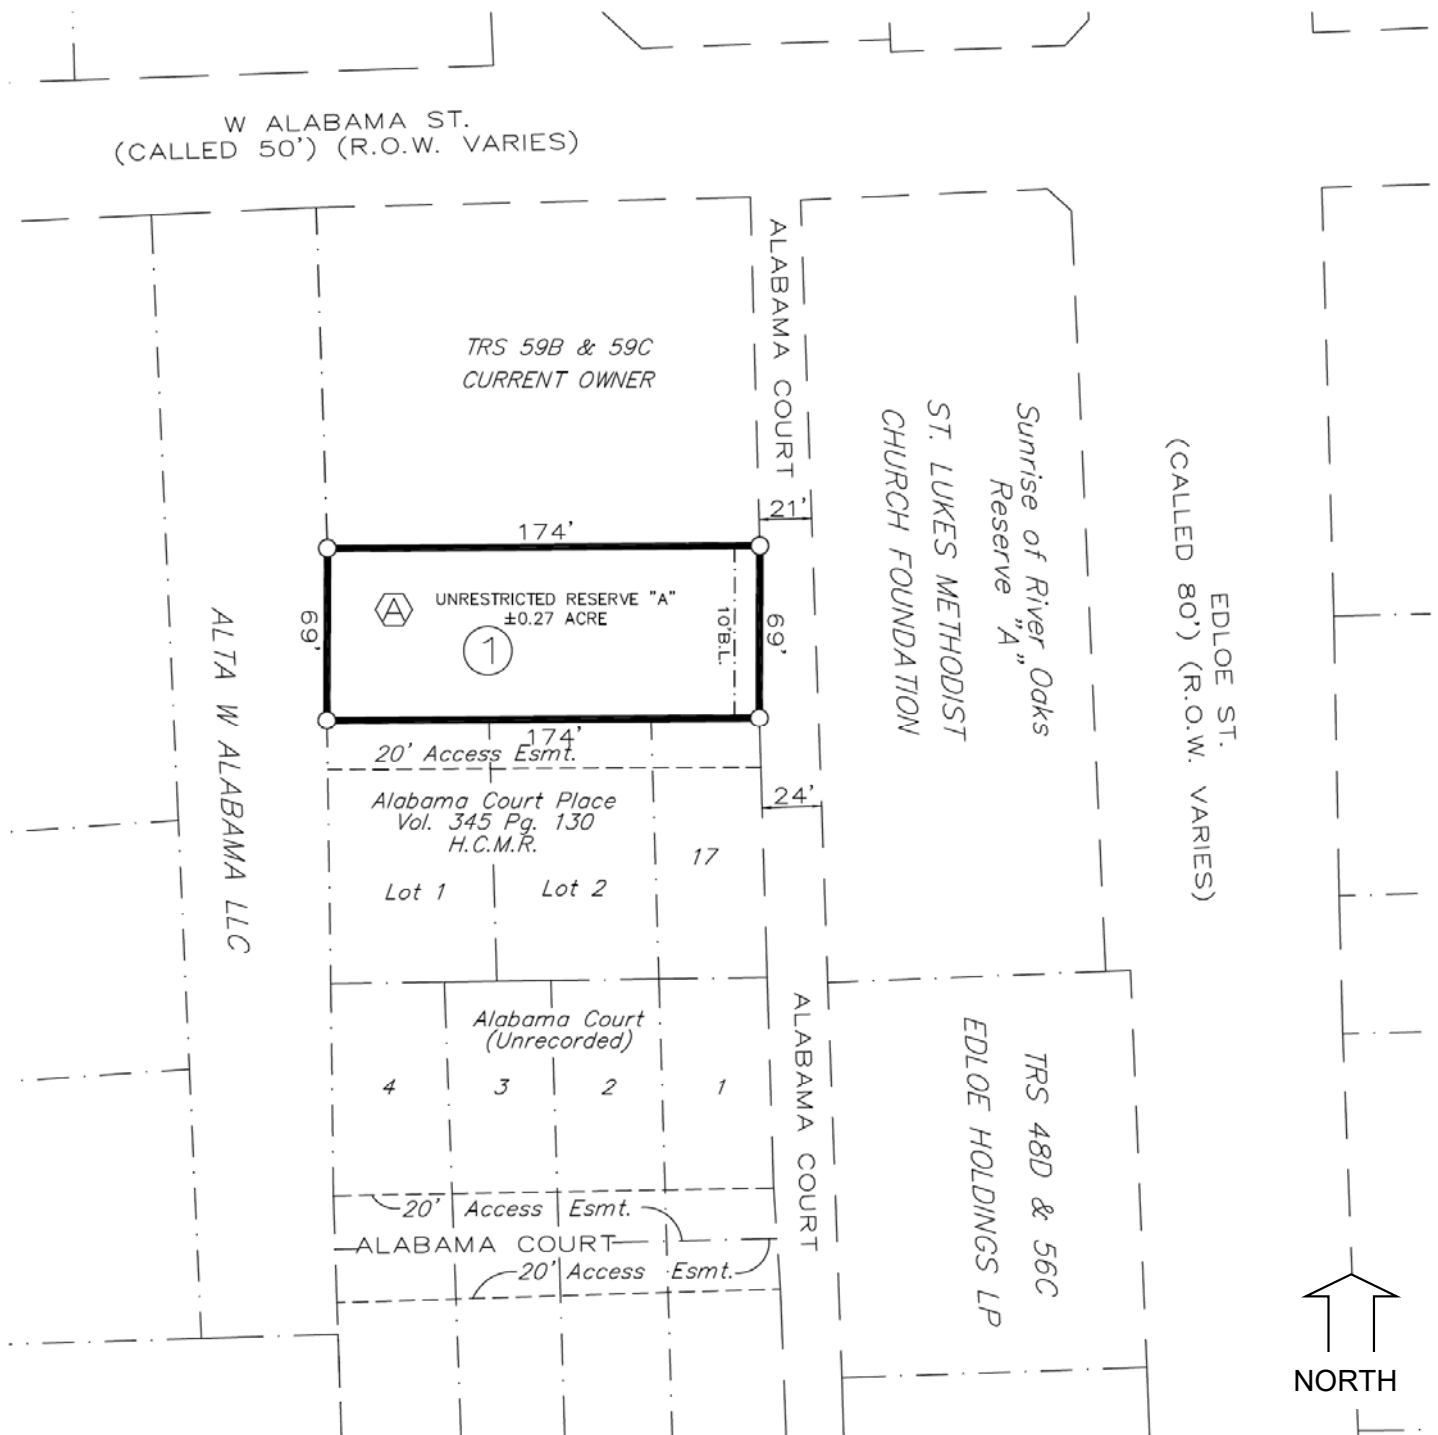 W ALABAMA ST.
(CALLED 50') (R.O.W. VARIES)
ALABAMA COURT
TRS 59B & 59C
CURRENT OWNER
21'
174'
69'
A
UNRESTRICTED RESERVE "A"
±0.27 ACRE
1
10'B.L.
69'
174'
20' Access Esmt.
24'
Alabama Court Place
Vol. 345 Pg. 130
H.C.M.R.
Lot 1
Lot 2
17
ALTA W ALABAMA LLC
Sunrise of River Oaks
Reserve "A"
ST. LUKES METHODIST
CHURCH FOUNDATION
EDLOE ST.
(CALLED 80') (R.O.W. VARIES)
Alabama Court
(Unrecorded)
4
3
2
1
ALABAMA COURT
20' Access Esmt.
ALABAMA COURT
20' Access Esmt.
TRS 48D & 56C
EDLOE HOLDINGS LP
NORTH